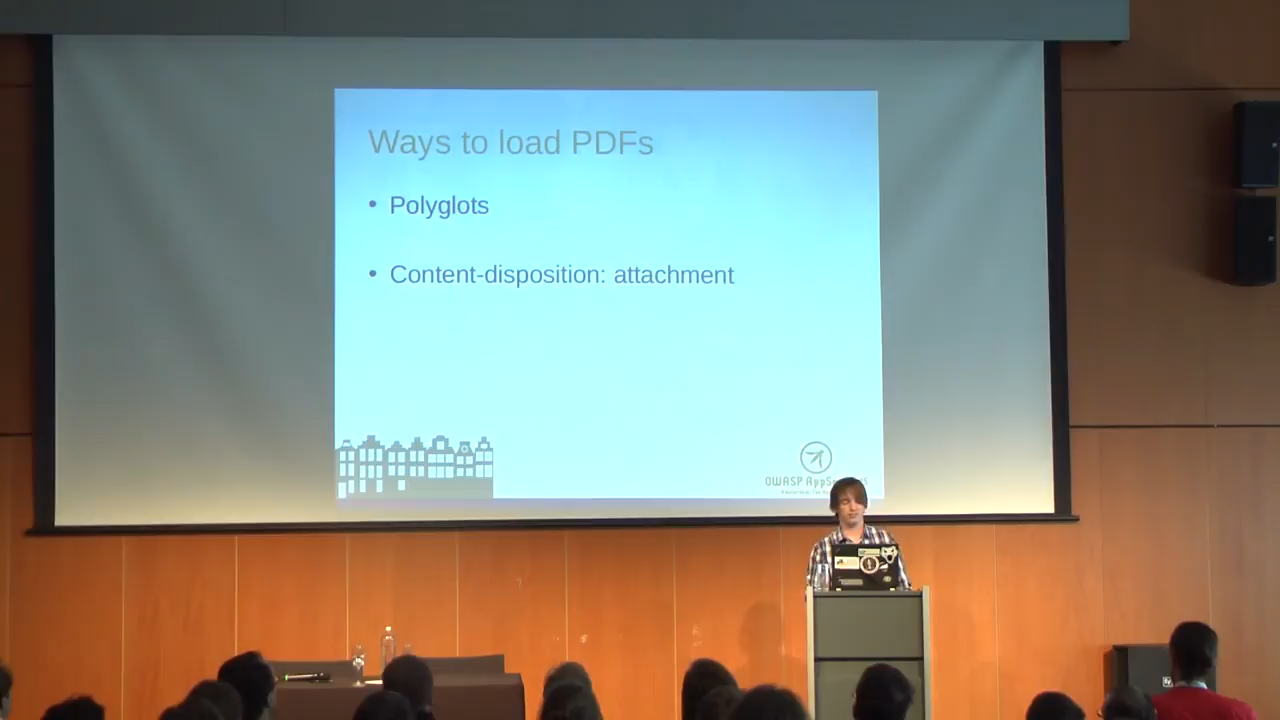 Ways to load PDFs
• Polyglots
• Content-disposition: attachment
OWASP